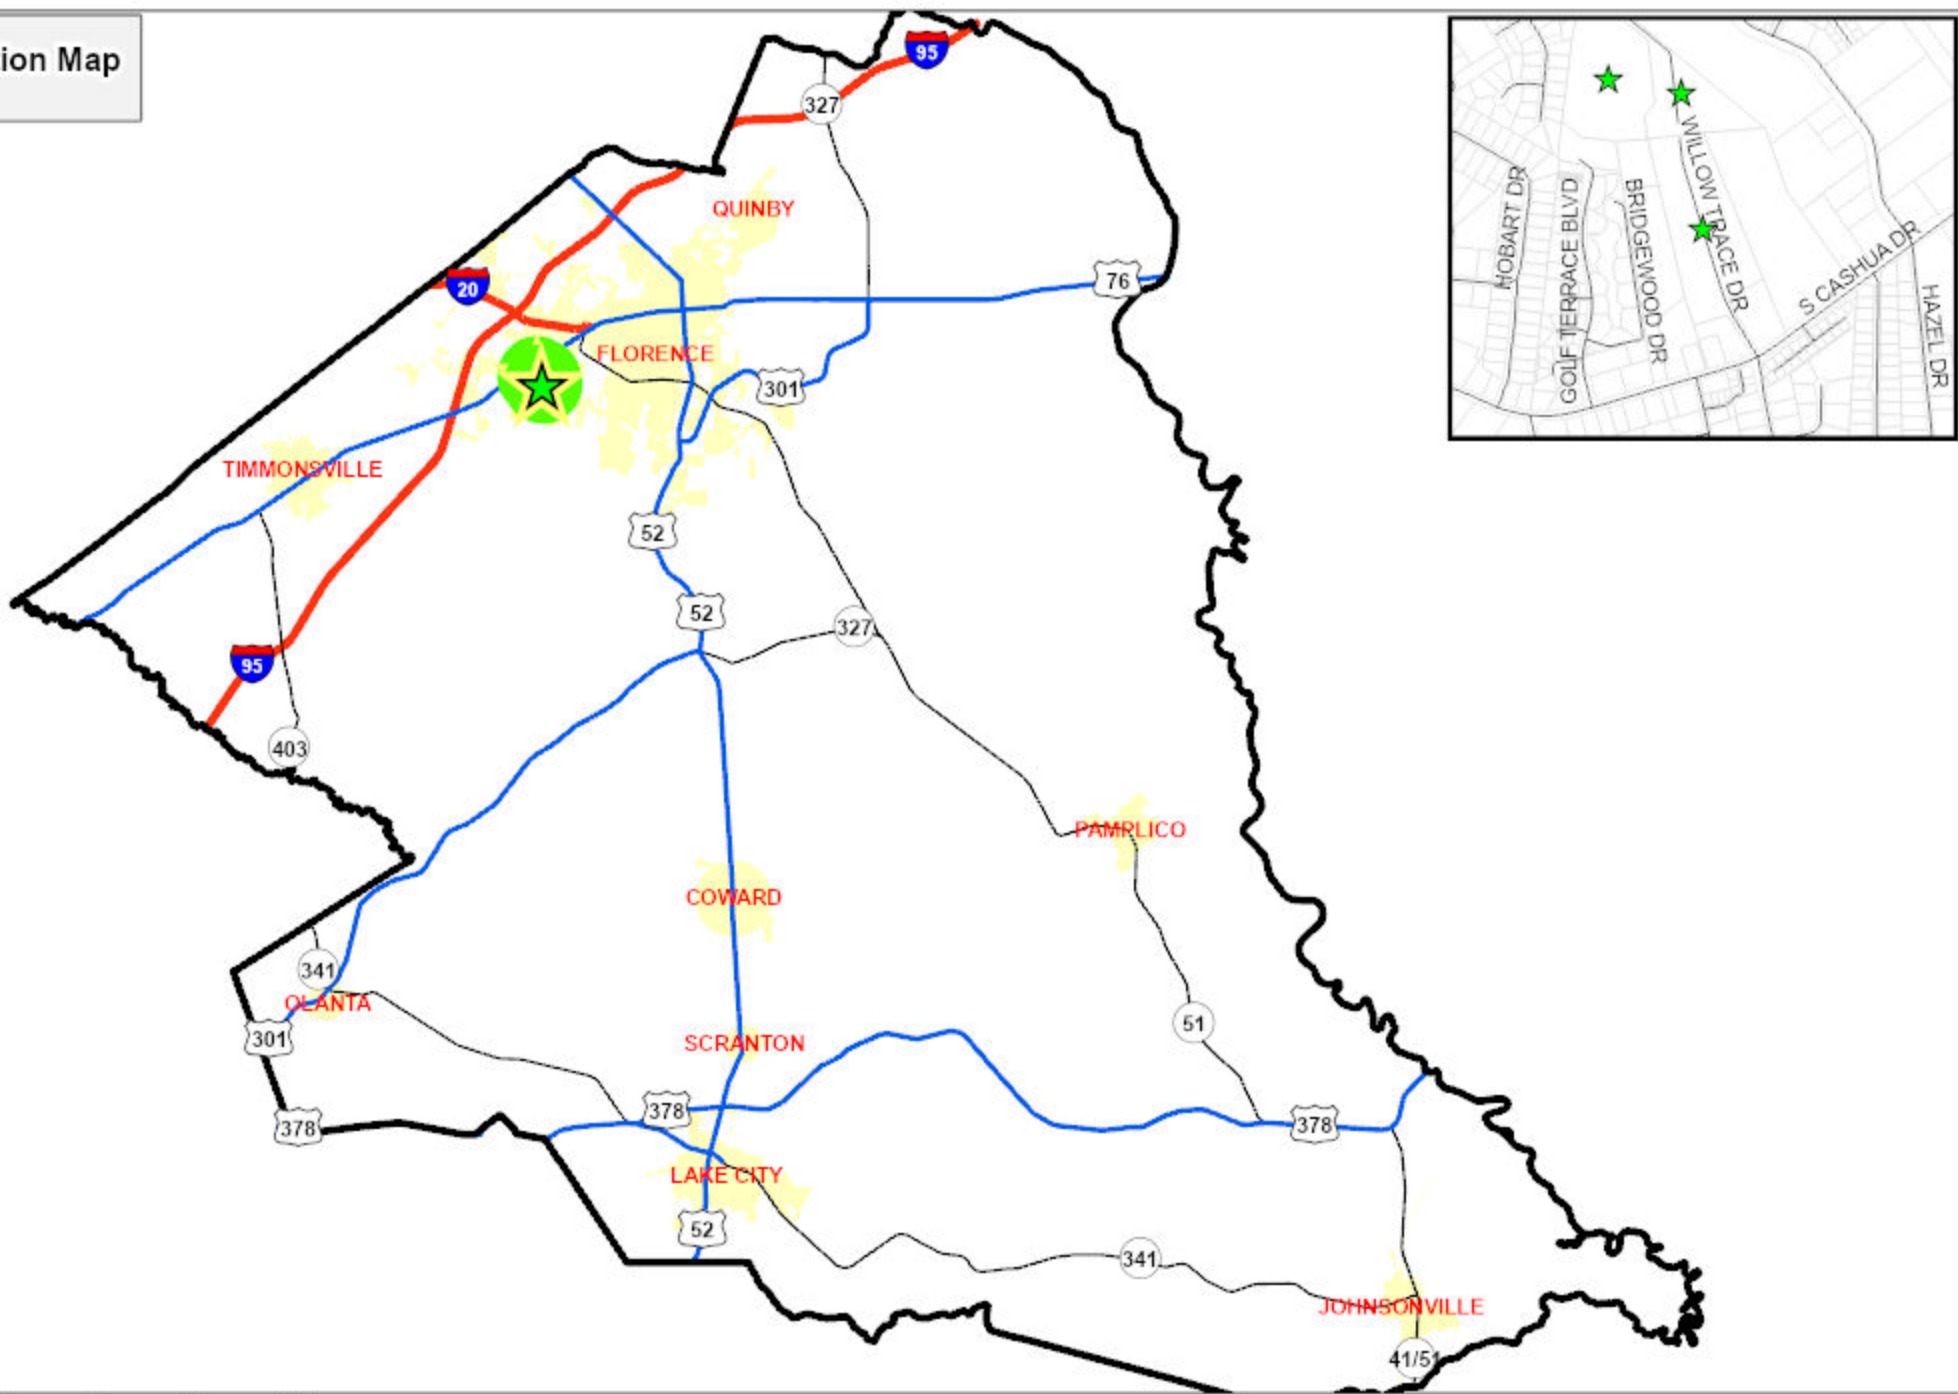 ion Map
95
327
QUINBY
20
76
FLORENCE
301
TIMMONSVILLE
52
52
327
95
403
PAMPLICO
COWARD
341
OLANTA
51
301
SCRANTON
378
378
378
LAKE CITY
52
341
JOHNSONVILLE
41/51
HOBART DR
GOLF TERRACE BLVD
BRIDGEWOOD DR
WILLOW TRACE DR
S CASHUA DR
HAZEL DR